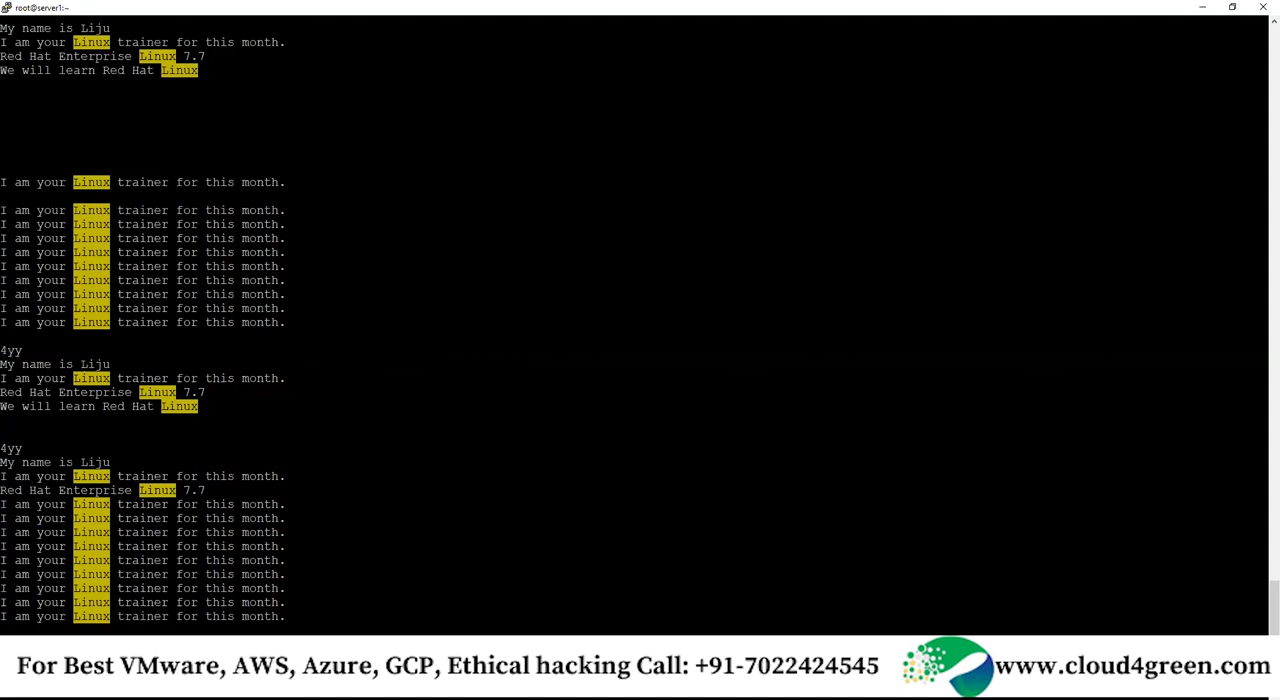 root@server1:~
My name is Liju
I am your Linux trainer for this month.
Red Hat Enterprise Linux 7.7
We will learn Red Hat Linux
I am your Linux trainer for this month.
I am your Linux trainer for this month.
I am your Linux trainer for this month.
I am your Linux trainer for this month.
I am your Linux trainer for this month.
I am your Linux trainer for this month.
I am your Linux trainer for this month.
I am your Linux trainer for this month.
I am your Linux trainer for this month.
I am your Linux trainer for this month.
4yy
My name is Liju
I am your Linux trainer for this month.
Red Hat Enterprise Linux 7.7
We will learn Red Hat Linux
4yy
My name is Liju
I am your Linux trainer for this month.
Red Hat Enterprise Linux 7.7
I am your Linux trainer for this month.
I am your Linux trainer for this month.
I am your Linux trainer for this month.
I am your Linux trainer for this month.
I am your Linux trainer for this month.
I am your Linux trainer for this month.
I am your Linux trainer for this month.
I am your Linux trainer for this month.
I am your Linux trainer for this month.
For Best VMware, AWS, Azure, GCP, Ethical hacking Call: +91-7022424545 www.cloud4green.com